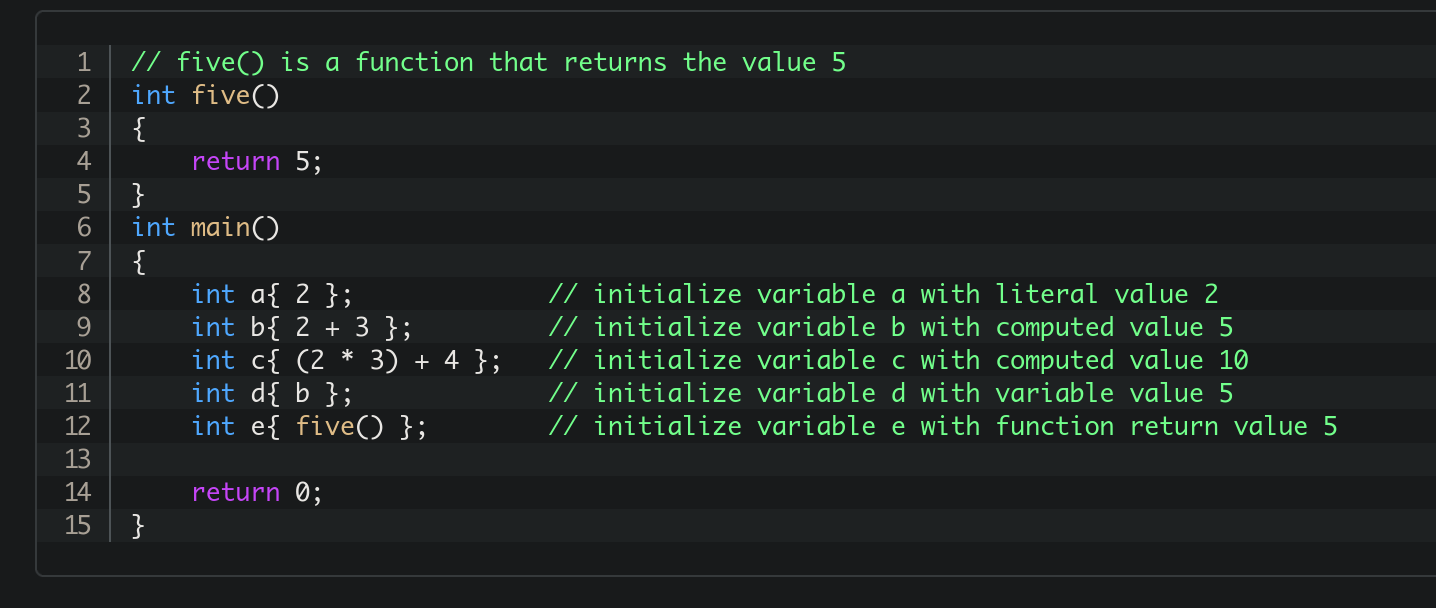 1 // five() is a function that returns the value 5
2 int five()
3 {
4     return 5;
5 }
6 int main()
7 {
8     int a{ 2 };             // initialize variable a with literal value 2
9     int b{ 2 + 3 };         // initialize variable b with computed value 5
10     int c{ (2 * 3) + 4 };   // initialize variable c with computed value 10
11     int d{ b };             // initialize variable d with variable value 5
12     int e{ five() };        // initialize variable e with function return value 5
13
14     return 0;
15 }